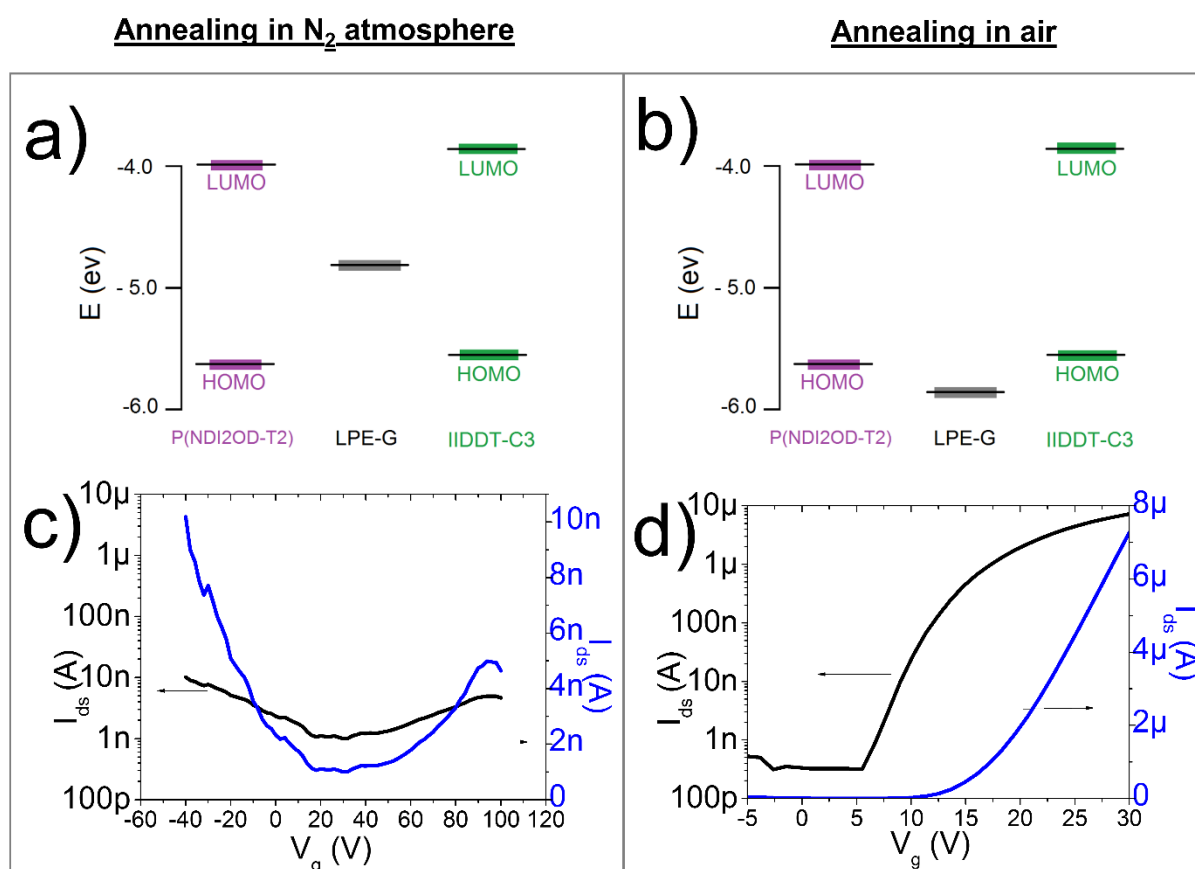 Annealing in N2 atmosphere
Annealing in air
a)
E (ev)
-4.0
- 5.0
-6.0
LUMO
HOMO
LUMO
HOMO
P(NDI2OD-T2)
LPE-G
IIDDT-C3
b)
E (ev)
-4.0
- 5.0
-6.0
LUMO
HOMO
LUMO
HOMO
P(NDI2OD-T2)
LPE-G
IIDDT-C3
c)
Ids (A)
10µ
1µ
100n
10n
1n
100p
-60 -40 -20 0 20 40 60 80 100 120
Vg (V)
10n
8n
6n
4n
2n
0
Ids (A)
d)
Ids (A)
10µ
1µ
100n
10n
1n
100p
-5 0 5 10 15 20 25 30
Vg (V)
8µ
6µ
4µ
2µ
0
Ids (A)